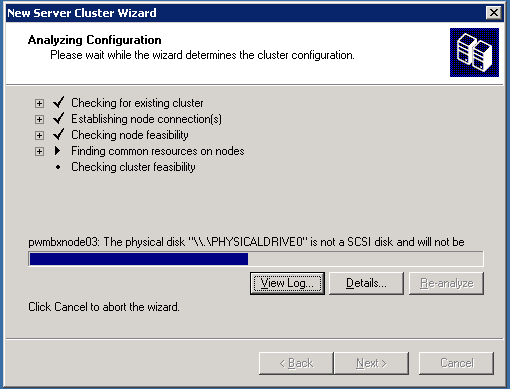 New Server Cluster Wizard
Analyzing Configuration
Please wait while the wizard determines the cluster configuration.
Checking for existing cluster
Establishing node connection(s)
Checking node feasibility
Finding common resources on nodes
Checking cluster feasibility
pwmbxnode03: The physical disk "\\.\PHYSICALDRIVE0" is not a SCSI disk and will not be
View Log... Details... Re-analyze
Click Cancel to abort the wizard.
< Back Next > Cancel